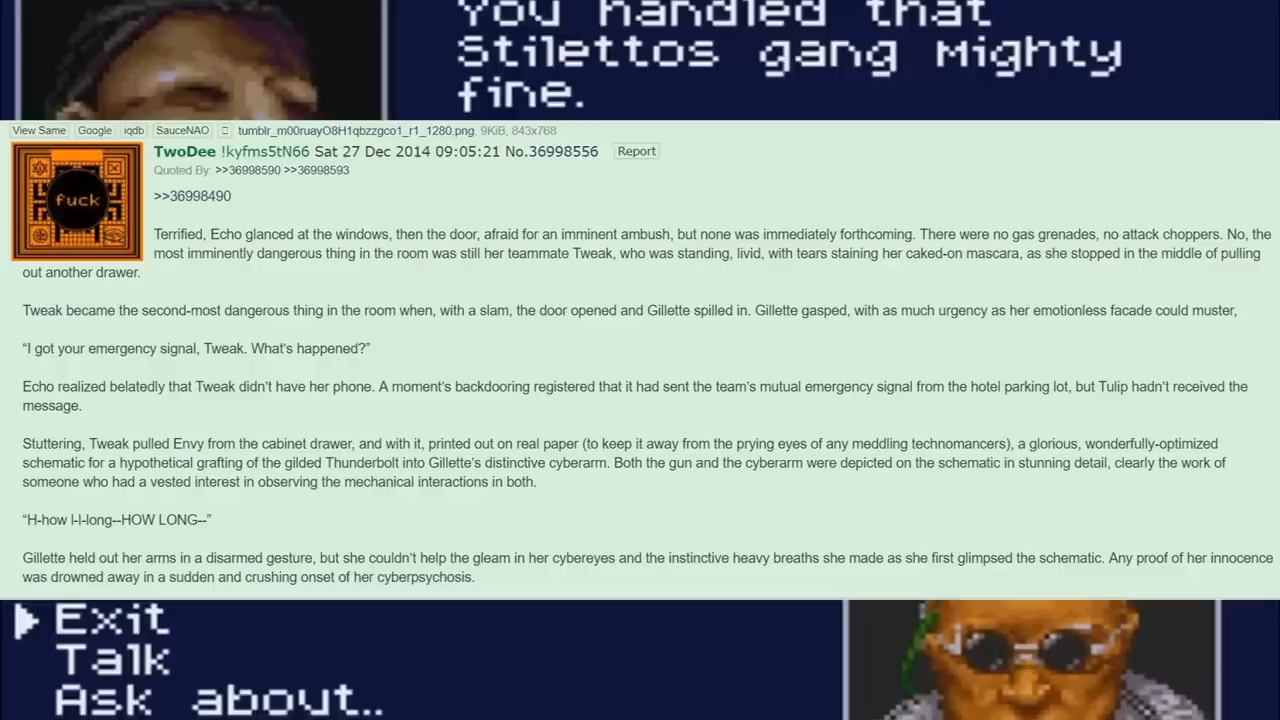 You handled that
Stilettos gang mighty
fine.
View Same Google iqdb SauceNAO tumblr_m00ruayO8H1qbzzgco1_r1_1280.png, 9KiB, 843x768
TwoDee !kyfms5tN66 Sat 27 Dec 2014 09:05:21 No.36998556 Report
Quoted By: >>36998590 >>36998593
fuck
>>36998490
Terrified, Echo glanced at the windows, then the door, afraid for an imminent ambush, but none was immediately forthcoming. There were no gas grenades, no attack choppers. No, the
most imminently dangerous thing in the room was still her teammate Tweak, who was standing, livid, with tears staining her caked-on mascara, as she stopped in the middle of pulling
out another drawer.
Tweak became the second-most dangerous thing in the room when, with a slam, the door opened and Gillette spilled in. Gillette gasped, with as much urgency as her emotionless facade could muster,
“I got your emergency signal, Tweak. What’s happened?”
Echo realized belatedly that Tweak didn’t have her phone. A moment’s backdooring registered that it had sent the team’s mutual emergency signal from the hotel parking lot, but Tulip hadn’t received the
message.
Stuttering, Tweak pulled Envy from the cabinet drawer, and with it, printed out on real paper (to keep it away from the prying eyes of any meddling technomancers), a glorious, wonderfully-optimized
schematic for a hypothetical grafting of the gilded Thunderbolt into Gillette’s distinctive cyberarm. Both the gun and the cyberarm were depicted on the schematic in stunning detail, clearly the work of
someone who had a vested interest in observing the mechanical interactions in both.
“H-how l-l-long--HOW LONG--”
Gillette held out her arms in a disarmed gesture, but she couldn’t help the gleam in her cybereyes and the instinctive heavy breaths she made as she first glimpsed the schematic. Any proof of her innocence
was drowned away in a sudden and crushing onset of her cyberpsychosis.
Exit
Talk
Ask about..